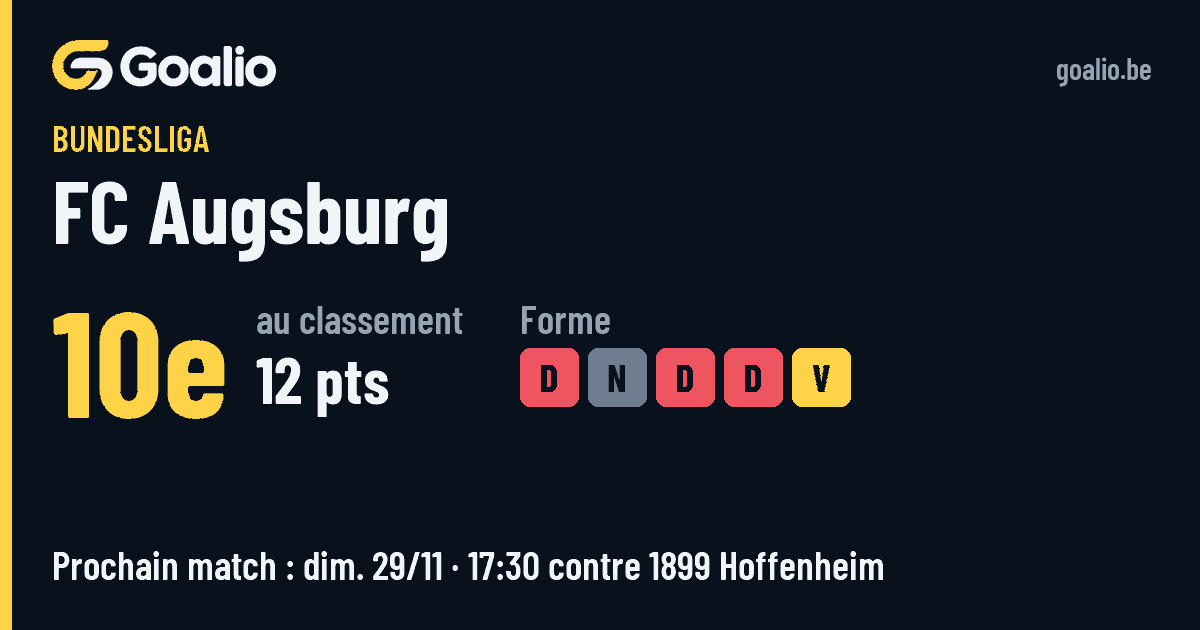 Goalio
goalio.be
BUNDESLIGA
FC Augsburg
10e
au classement
12 pts
Forme
D N D D V
Prochain match : dim. 29/11 · 17:30 contre 1899 Hoffenheim